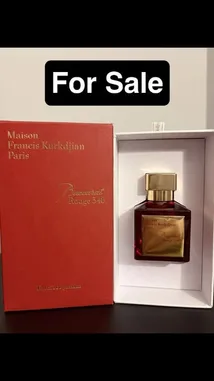 For Sale
Maison
Francis Kurkdjian
Paris
Baccarat
Rouge 540